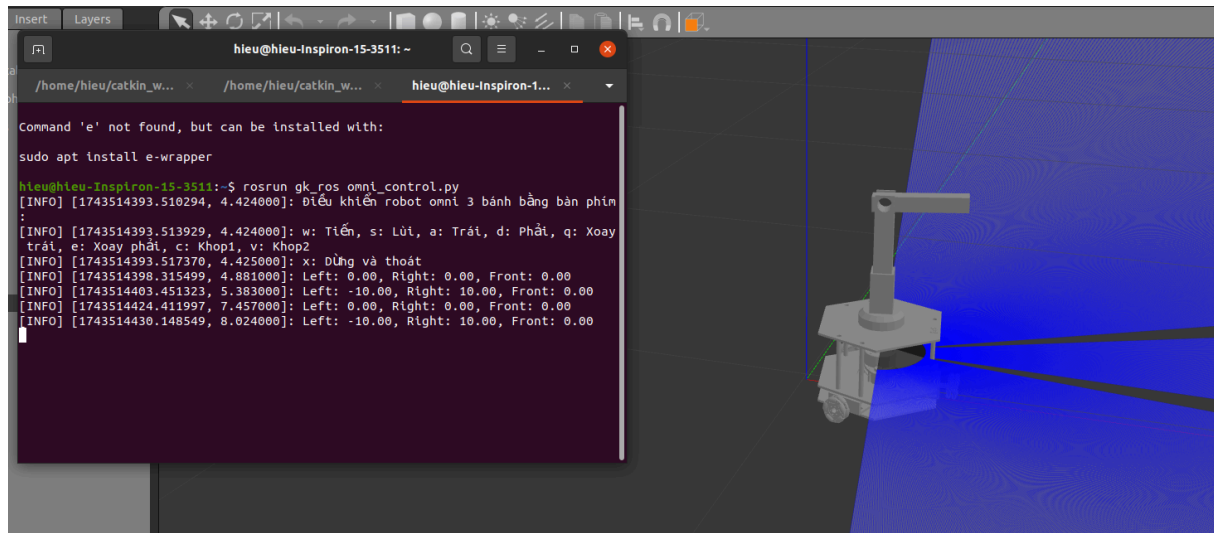 Insert Layers
hieu@hieu-Inspiron-15-3511: ~
/home/hieu/catkin_w... × /home/hieu/catkin_w... × hieu@hieu-Inspiron-1... ×
Command 'e' not found, but can be installed with:
sudo apt install e-wrapper
hieu@hieu-Inspiron-15-3511:~$ rosrun gk_ros omni_control.py
[INFO] [1743514393.510294, 4.424000]: Điều khiển robot omni 3 bánh bằng bàn phím
:
[INFO] [1743514393.513929, 4.424000]: w: Tiến, s: Lùi, a: Trái, d: Phải, q: Xoay
trái, e: Xoay phải, c: Khop1, v: Khop2
[INFO] [1743514393.517370, 4.425000]: x: Dừng và thoát
[INFO] [1743514398.315499, 4.881000]: Left: 0.00, Right: 0.00, Front: 0.00
[INFO] [1743514403.451323, 5.383000]: Left: -10.00, Right: 10.00, Front: 0.00
[INFO] [1743514424.411997, 7.457000]: Left: 0.00, Right: 0.00, Front: 0.00
[INFO] [1743514430.148549, 8.024000]: Left: -10.00, Right: 10.00, Front: 0.00